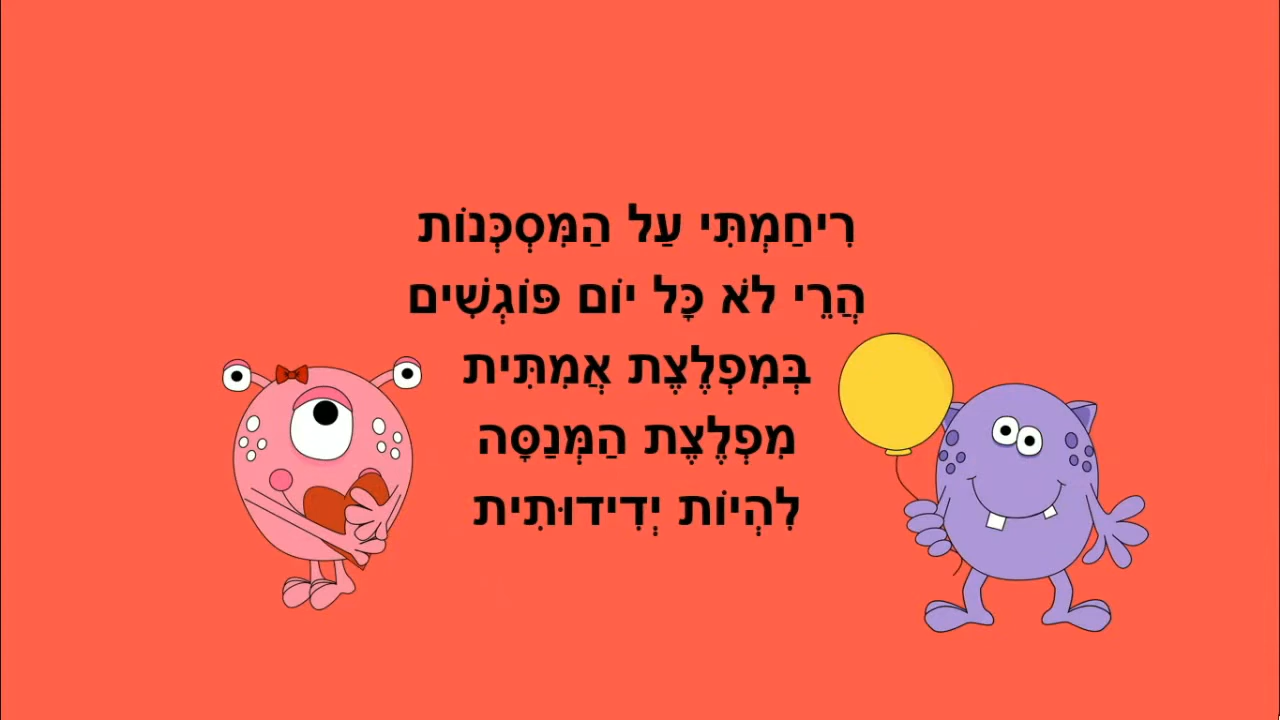 רִיחַמְתִּי עַל הַמִּסְכְּנוֹת
הֲרֵי לֹא כָּל יוֹם פּוֹגְשִׁים
בְּמִפְלֶצֶת אֲמִתִּית
מִפְלֶצֶת הַמְּנַסָּה
לִהְיוֹת יְדִידוּתִית